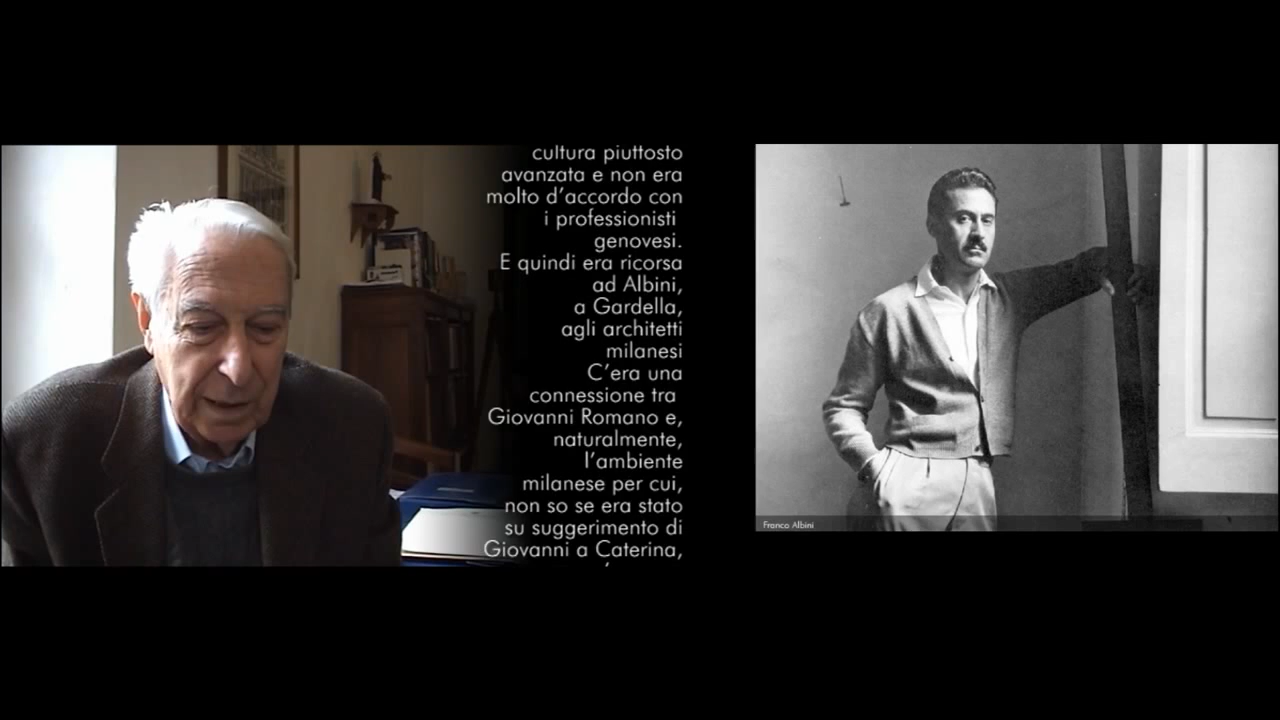 cultura piuttosto
avanzata e non era
molto d'accordo con
i professionisti
genovesi.
E quindi era ricorsa
ad Albini,
a Gardella,
agli architetti
milanesi
C'era una
connessione tra
Giovanni Romano e,
naturalmente,
l'ambiente
milanese per cui,
non so se era stato
su suggerimento di
Giovanni a Caterina,
Franco Albini